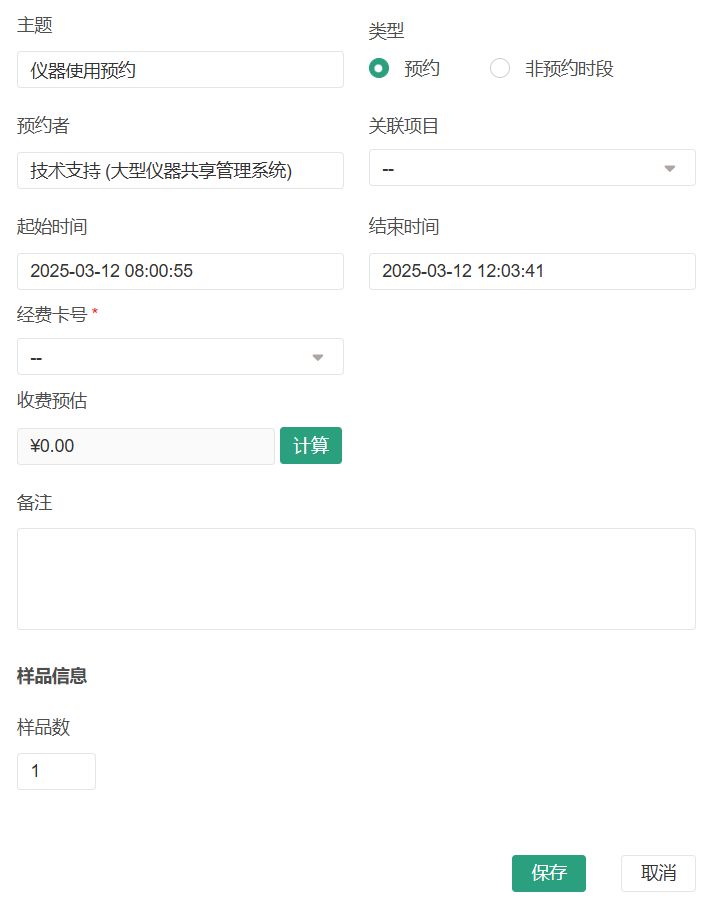 主题
类型
仪器使用预约
预约
非预约时段
预约者
关联项目
技术支持 (大型仪器共享管理系统)
--
起始时间
结束时间
2025-03-12 08:00:55
2025-03-12 12:03:41
经费卡号 *
--
收费预估
¥0.00
计算
备注
样品信息
样品数
1
保存
取消